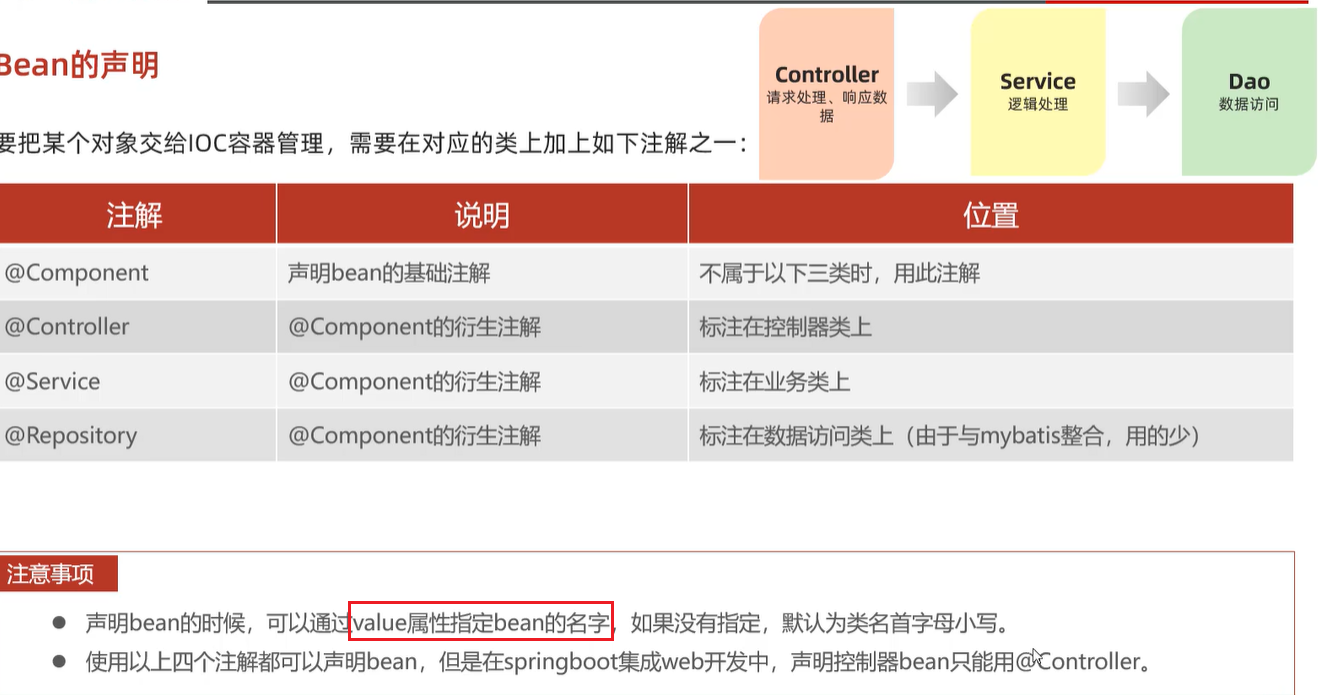 Bean的声明
Controller
请求处理、响应数
据
Service
逻辑处理
Dao
数据访问
要把某个对象交给IOC容器管理，需要在对应的类上加上如下注解之一：
注解 说明 位置
@Component 声明bean的基础注解 不属于以下三类时，用此注解
@Controller @Component的衍生注解 标注在控制器类上
@Service @Component的衍生注解 标注在业务类上
@Repository @Component的衍生注解 标注在数据访问类上（由于与mybatis整合，用的少）
注意事项
● 声明bean的时候，可以通过value属性指定bean的名字，如果没有指定，默认为类名首字母小写。
● 使用以上四个注解都可以声明bean，但是在springboot集成web开发中，声明控制器bean只能用@Controller。